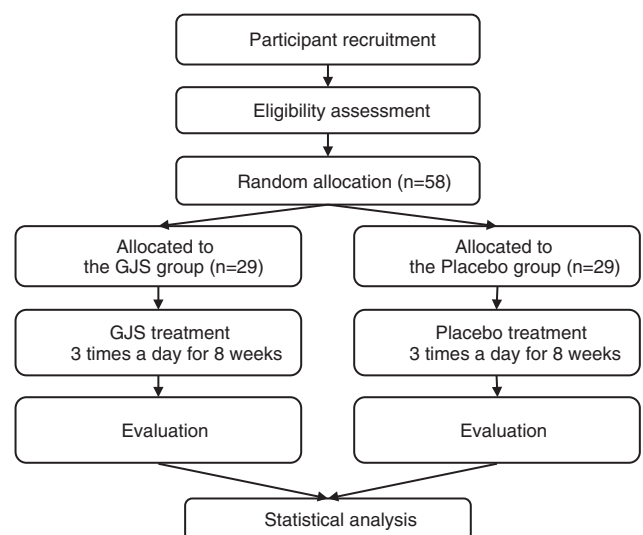 Participant recruitment
Eligibility assessment
Random allocation (n=58)
Allocated to
the GJS group (n=29)
Allocated to
the Placebo group (n=29)
GJS treatment
3 times a day for 8 weeks
Placebo treatment
3 times a day for 8 weeks
Evaluation
Evaluation
Statistical analysis